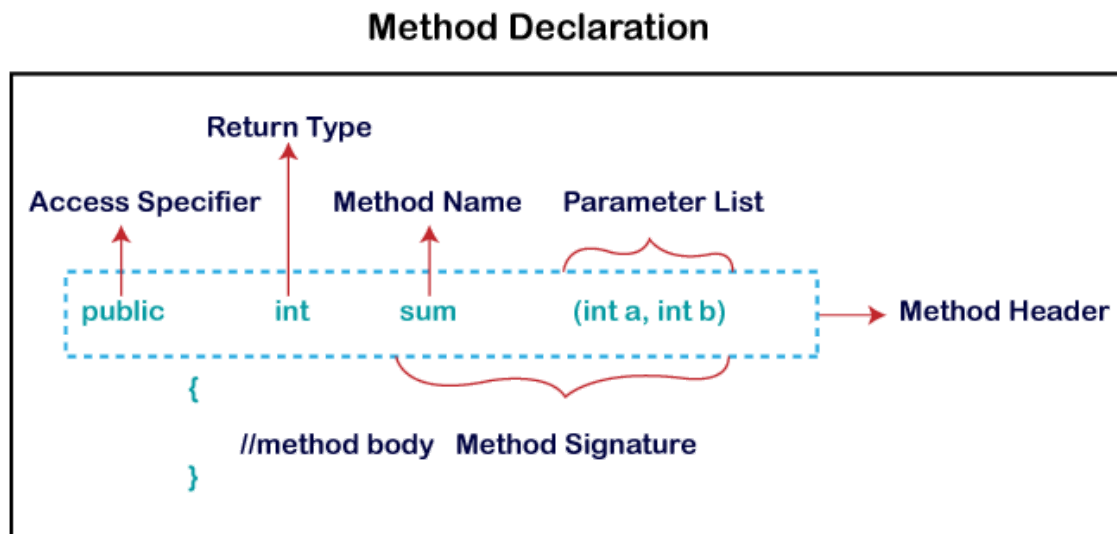 Method Declaration
Return Type
Access Specifier Method Name Parameter List
public int sum (int a, int b) Method Header
{
//method body Method Signature
}